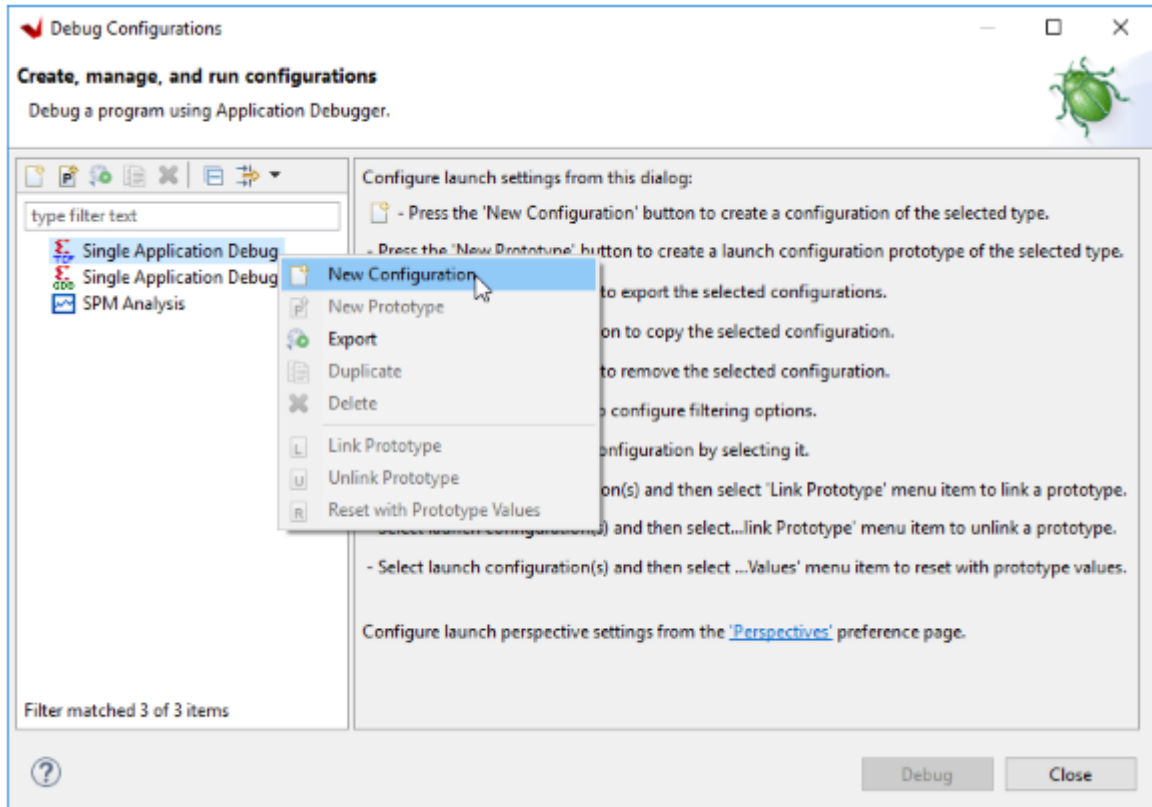 Debug Configurations
Create, manage, and run configurations
Debug a program using Application Debugger.
type filter text
Single Application Debug
Single Application Debug
SPM Analysis
Filter matched 3 of 3 items
New Configuration
New Prototype
Export
Duplicate
Delete
Link Prototype
Unlink Prototype
Reset with Prototype Values
Configure launch settings from this dialog:
- Press the 'New Configuration' button to create a configuration of the selected type.
- Press the 'New Prototype' button to create a launch configuration prototype of the selected type.
to export the selected configurations.
on to copy the selected configuration.
to remove the selected configuration.
configure filtering options.
onfiguration by selecting it.
on(s) and then select 'Link Prototype' menu item to link a prototype.
- Select launch configuration(s) and then select...link Prototype' menu item to unlink a prototype.
- Select launch configuration(s) and then select ...Values' menu item to reset with prototype values.
Configure launch perspective settings from the 'Perspectives' preference page.
Debug
Close